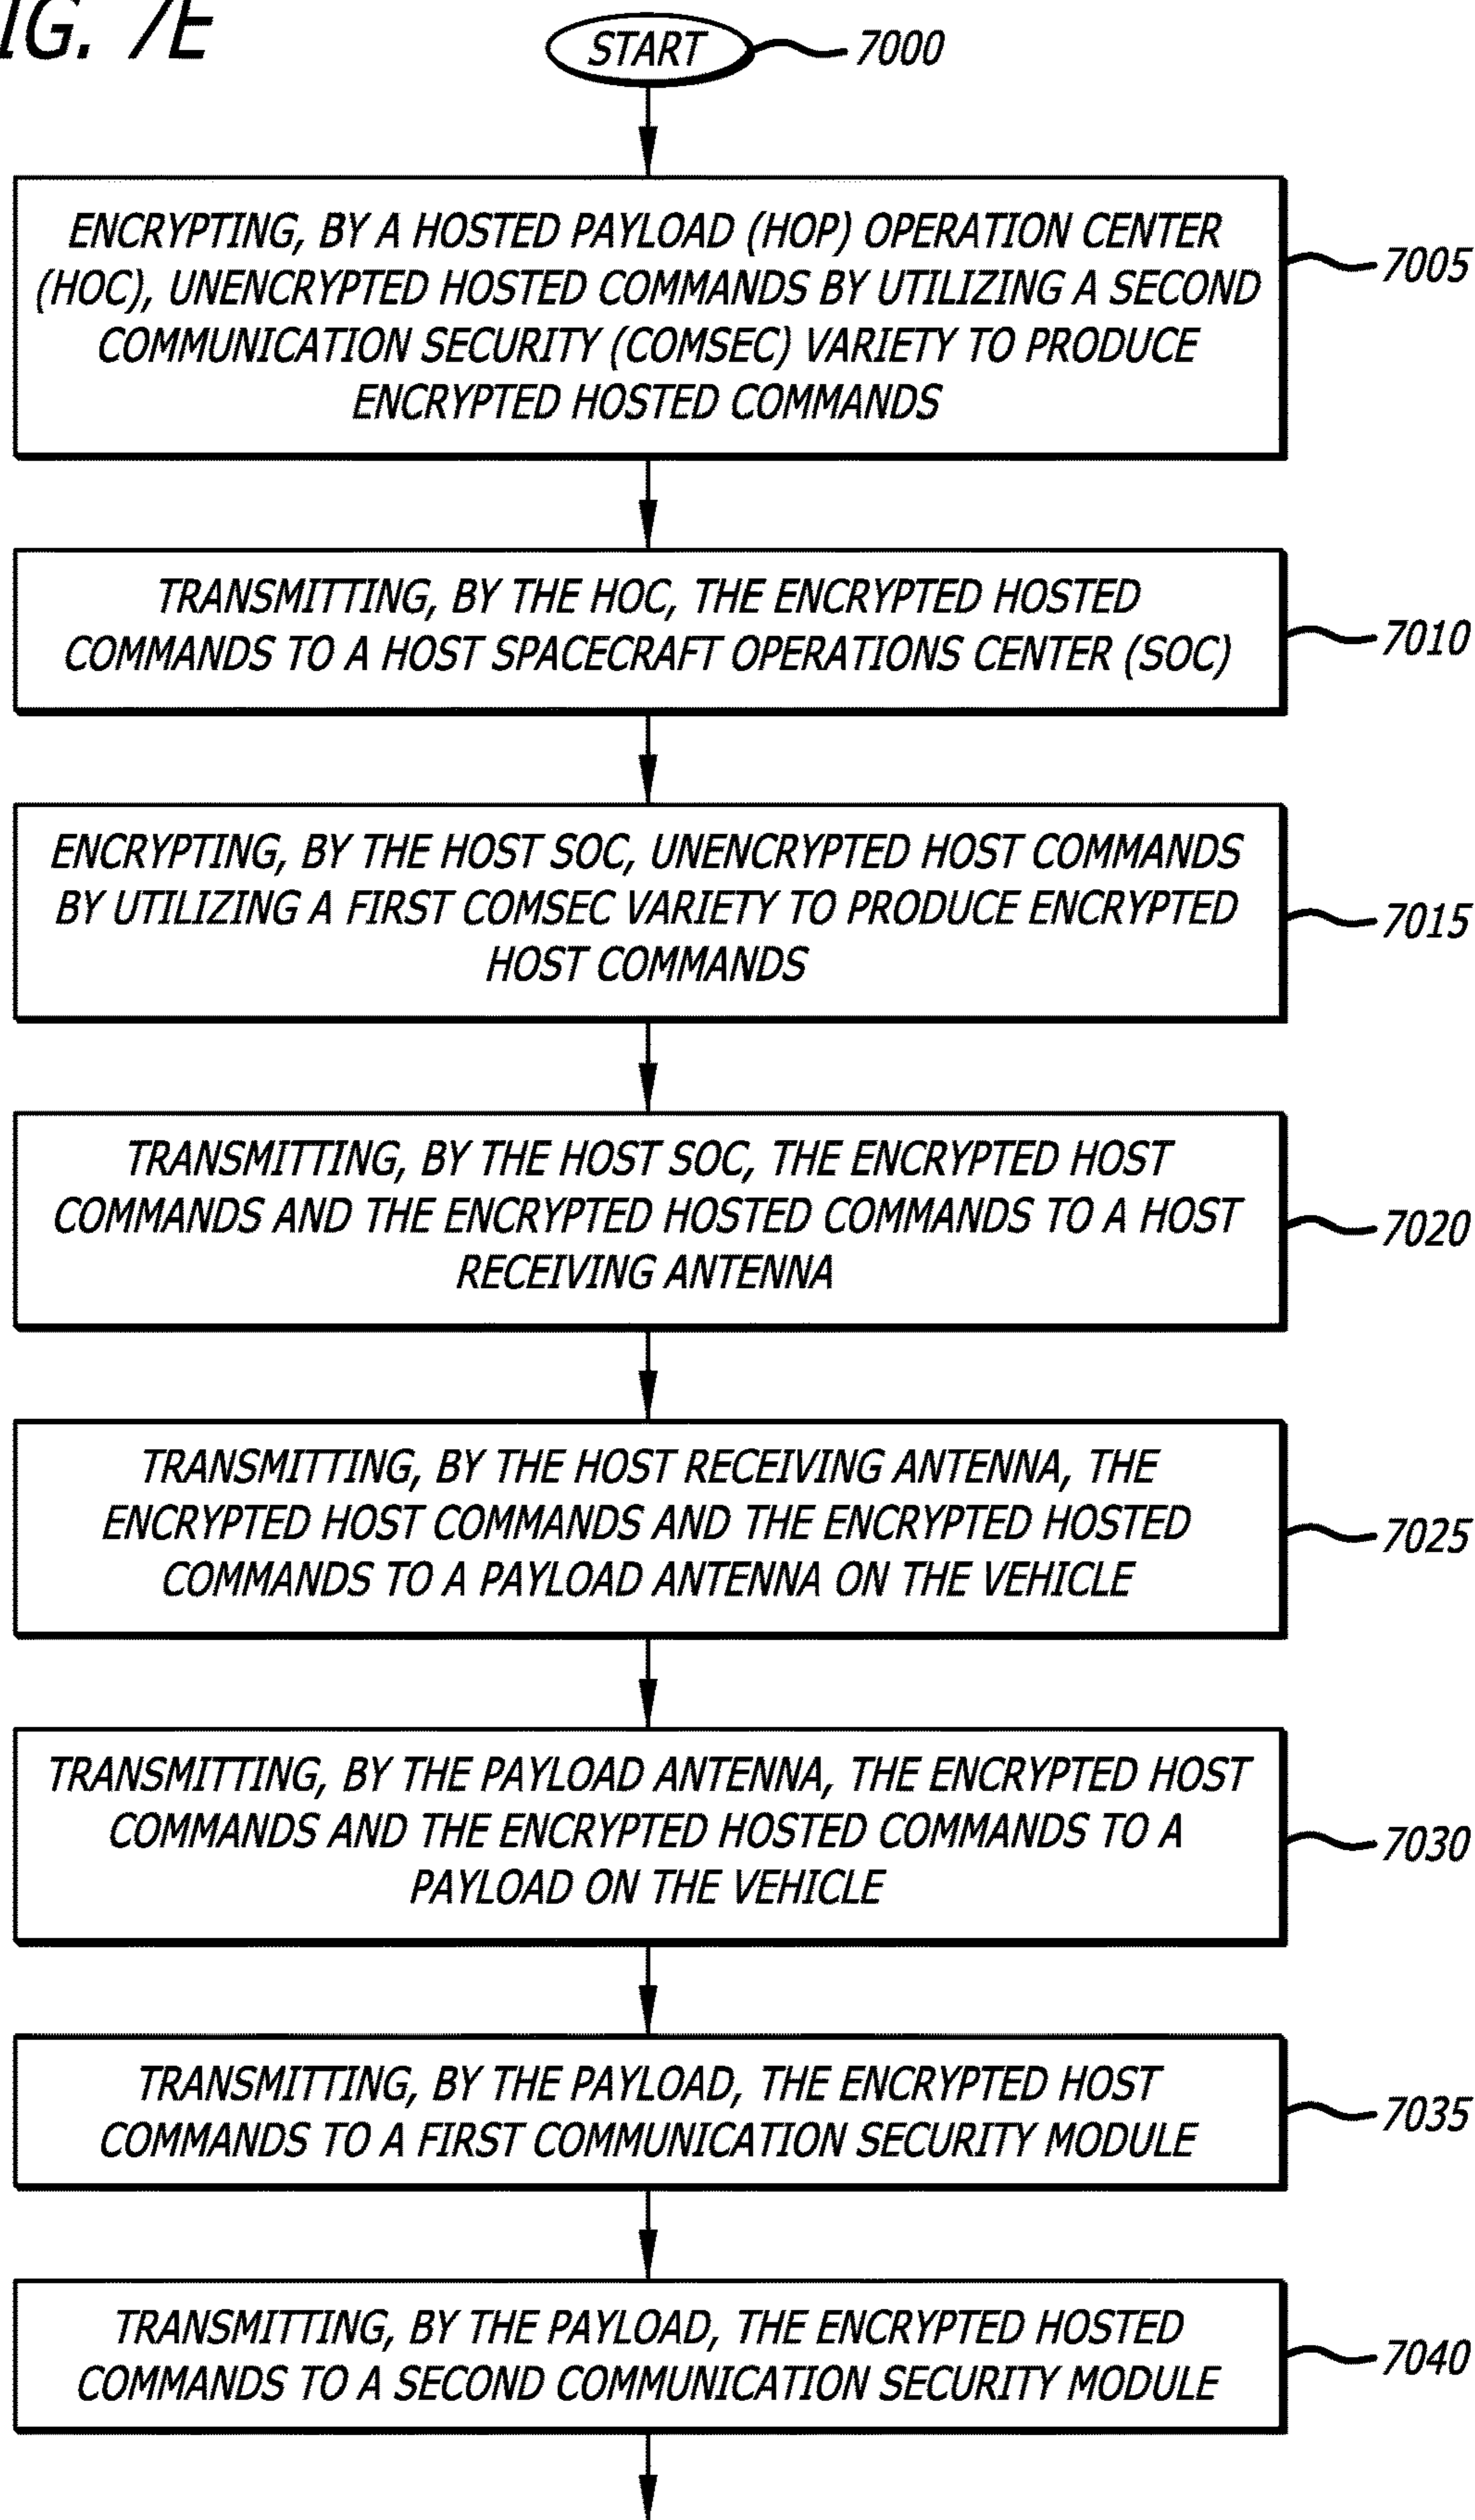 IG. 7E
START
7000
ENCRYPTING, BY A HOSTED PAYLOAD (HOP) OPERATION CENTER
(HOC), UNENCRYPTED HOSTED COMMANDS BY UTILIZING A SECOND
COMMUNICATION SECURITY (COMSEC) VARIETY TO PRODUCE
ENCRYPTED HOSTED COMMANDS
7005
TRANSMITTING, BY THE HOC, THE ENCRYPTED HOSTED
COMMANDS TO A HOST SPACECRAFT OPERATIONS CENTER (SOC)
7010
ENCRYPTING, BY THE HOST SOC, UNENCRYPTED HOST COMMANDS
BY UTILIZING A FIRST COMSEC VARIETY TO PRODUCE ENCRYPTED
HOST COMMANDS
7015
TRANSMITTING, BY THE HOST SOC, THE ENCRYPTED HOST
COMMANDS AND THE ENCRYPTED HOSTED COMMANDS TO A HOST
RECEIVING ANTENNA
7020
TRANSMITTING, BY THE HOST RECEIVING ANTENNA, THE
ENCRYPTED HOST COMMANDS AND THE ENCRYPTED HOSTED
COMMANDS TO A PAYLOAD ANTENNA ON THE VEHICLE
7025
TRANSMITTING, BY THE PAYLOAD ANTENNA, THE ENCRYPTED HOST
COMMANDS AND THE ENCRYPTED HOSTED COMMANDS TO A
PAYLOAD ON THE VEHICLE
7030
TRANSMITTING, BY THE PAYLOAD, THE ENCRYPTED HOST
COMMANDS TO A FIRST COMMUNICATION SECURITY MODULE
7035
TRANSMITTING, BY THE PAYLOAD, THE ENCRYPTED HOSTED
COMMANDS TO A SECOND COMMUNICATION SECURITY MODULE
7040